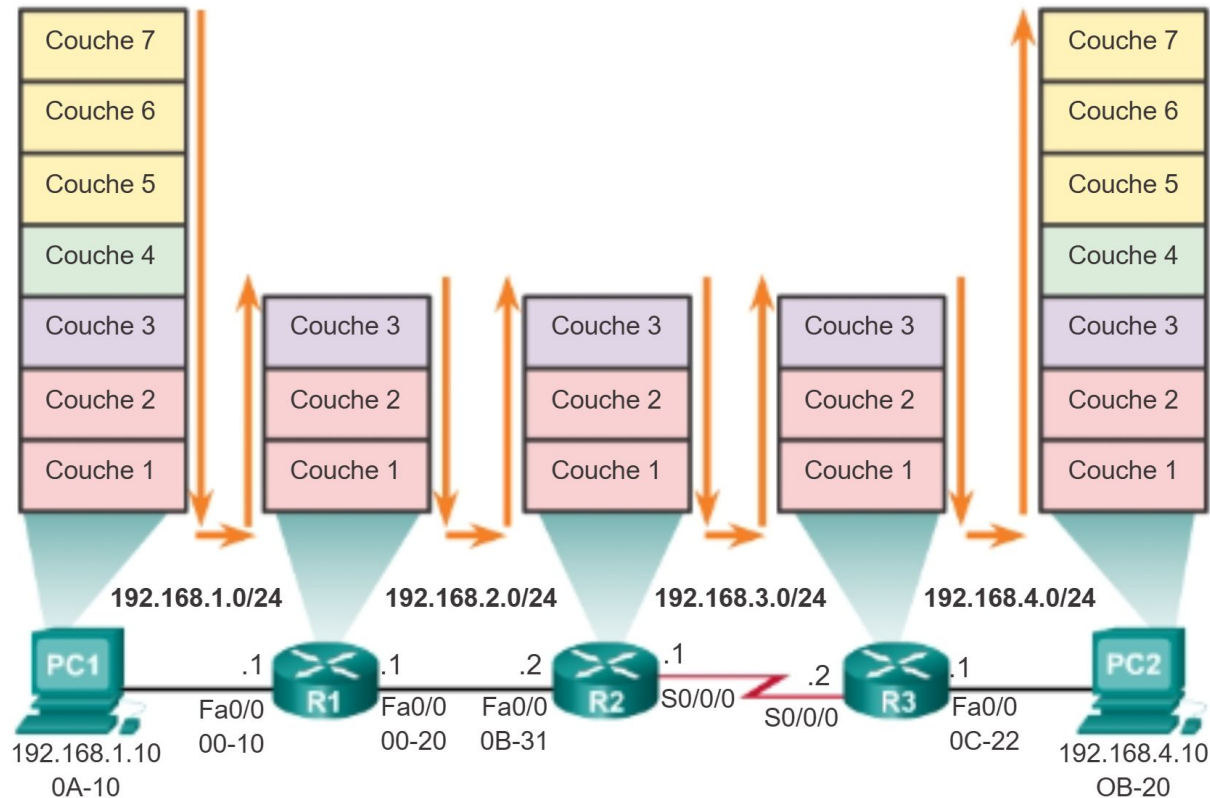 Couche 7
Couche 6
Couche 5
Couche 4
Couche 3
Couche 2
Couche 1
Couche 3
Couche 2
Couche 1
Couche 3
Couche 2
Couche 1
Couche 3
Couche 2
Couche 1
Couche 7
Couche 6
Couche 5
Couche 4
Couche 3
Couche 2
Couche 1
192.168.1.0/24
192.168.2.0/24
192.168.3.0/24
192.168.4.0/24
PC1
192.168.1.10
0A-10
.1
Fa0/0
00-10
R1
.1
Fa0/0
00-20
.2
Fa0/0
0B-31
R2
.1
S0/0/0
.2
S0/0/0
R3
.1
Fa0/0
0C-22
PC2
192.168.4.10
OB-20